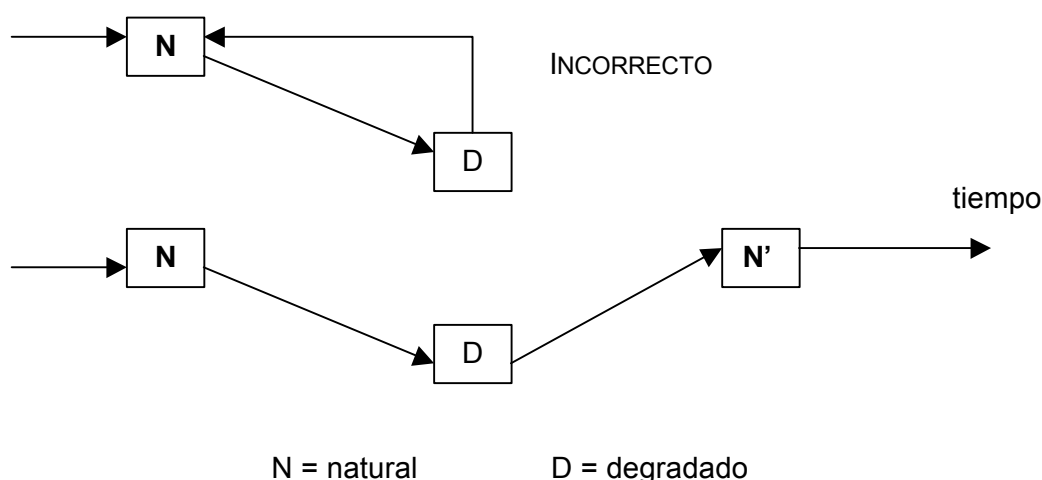 N
INCORRECTO
D
tiempo
N
N’
D
N = natural
D = degradado